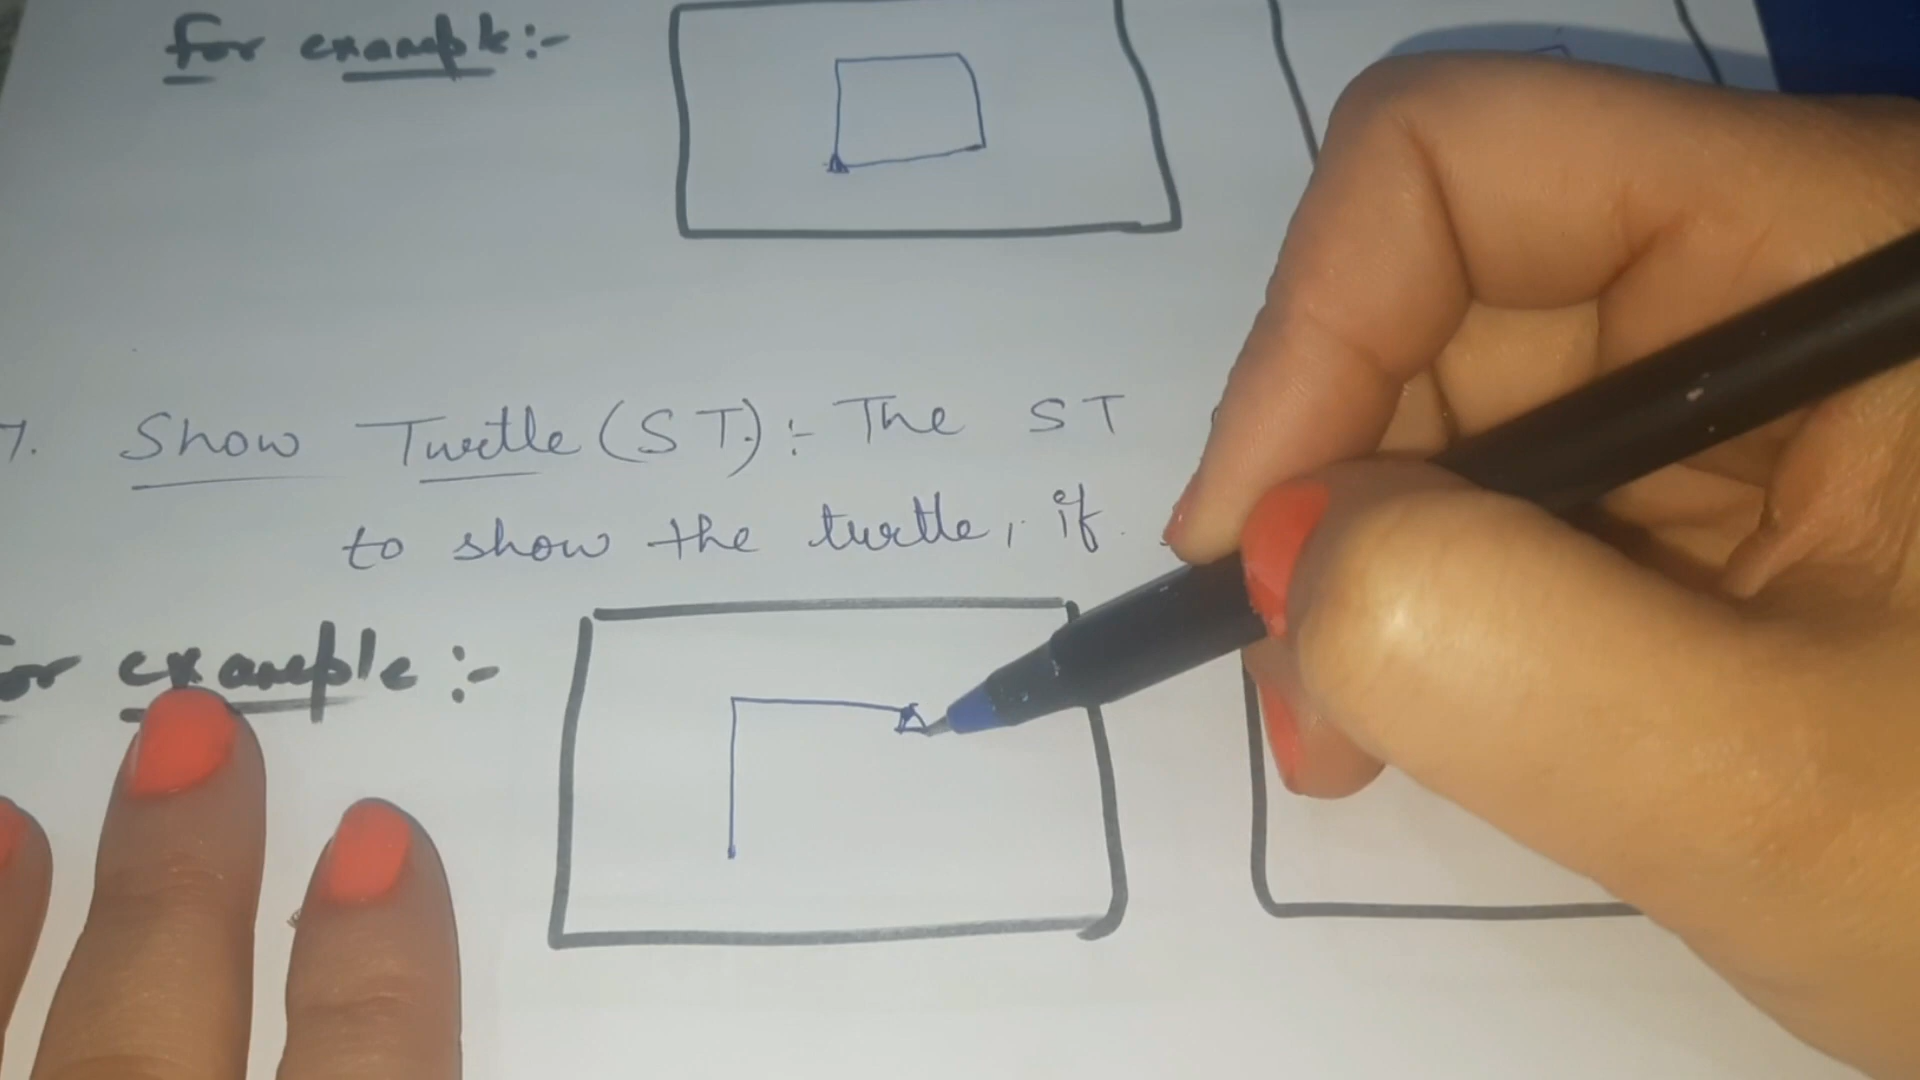 For example:-
7. Show Turtle (ST):- The ST
to show the turtle, if
For example:-